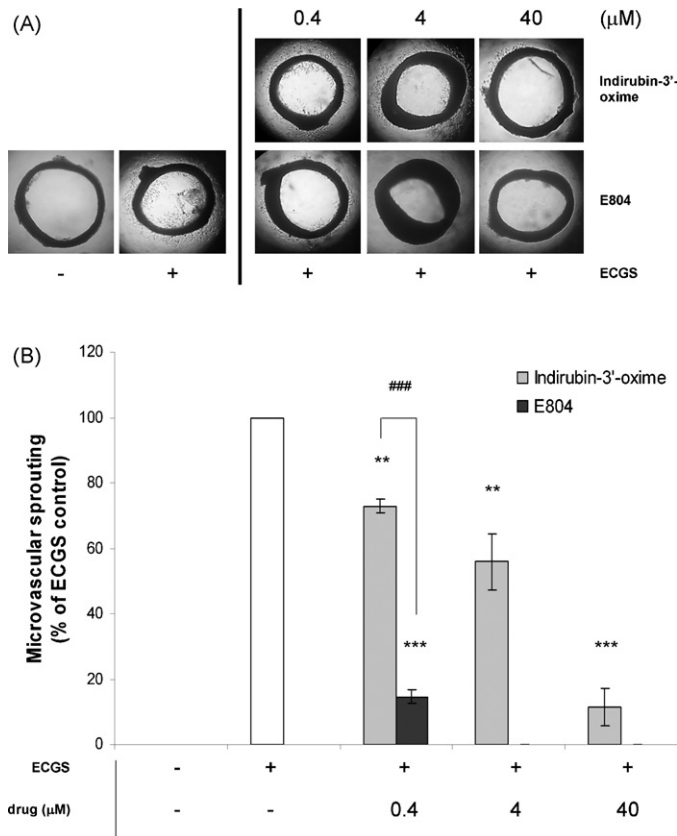 (A)
0.4 4 40 (μM)
Indirubin-3'-
oxime
E804
- + + + + ECGS
(B)
Microvascular sprouting
(% of ECGS control)
120
100
80
60
40
20
0
###
** ** *** ***
Indirubin-3'-oxime
E804
ECGS - + + + +
drug (μM) - - 0.4 4 40